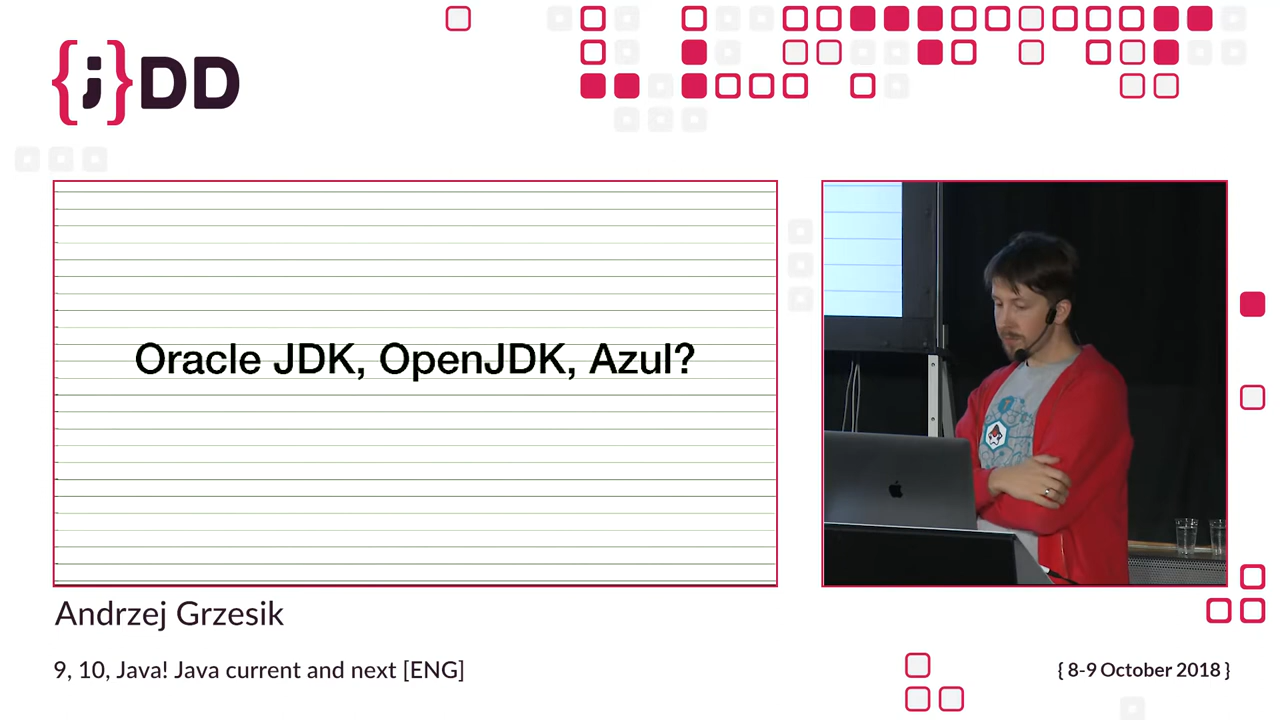 {j}DD
Oracle JDK, OpenJDK, Azul?
Andrzej Grzesik
9, 10, Java! Java current and next [ENG]
{ 8-9 October 2018 }